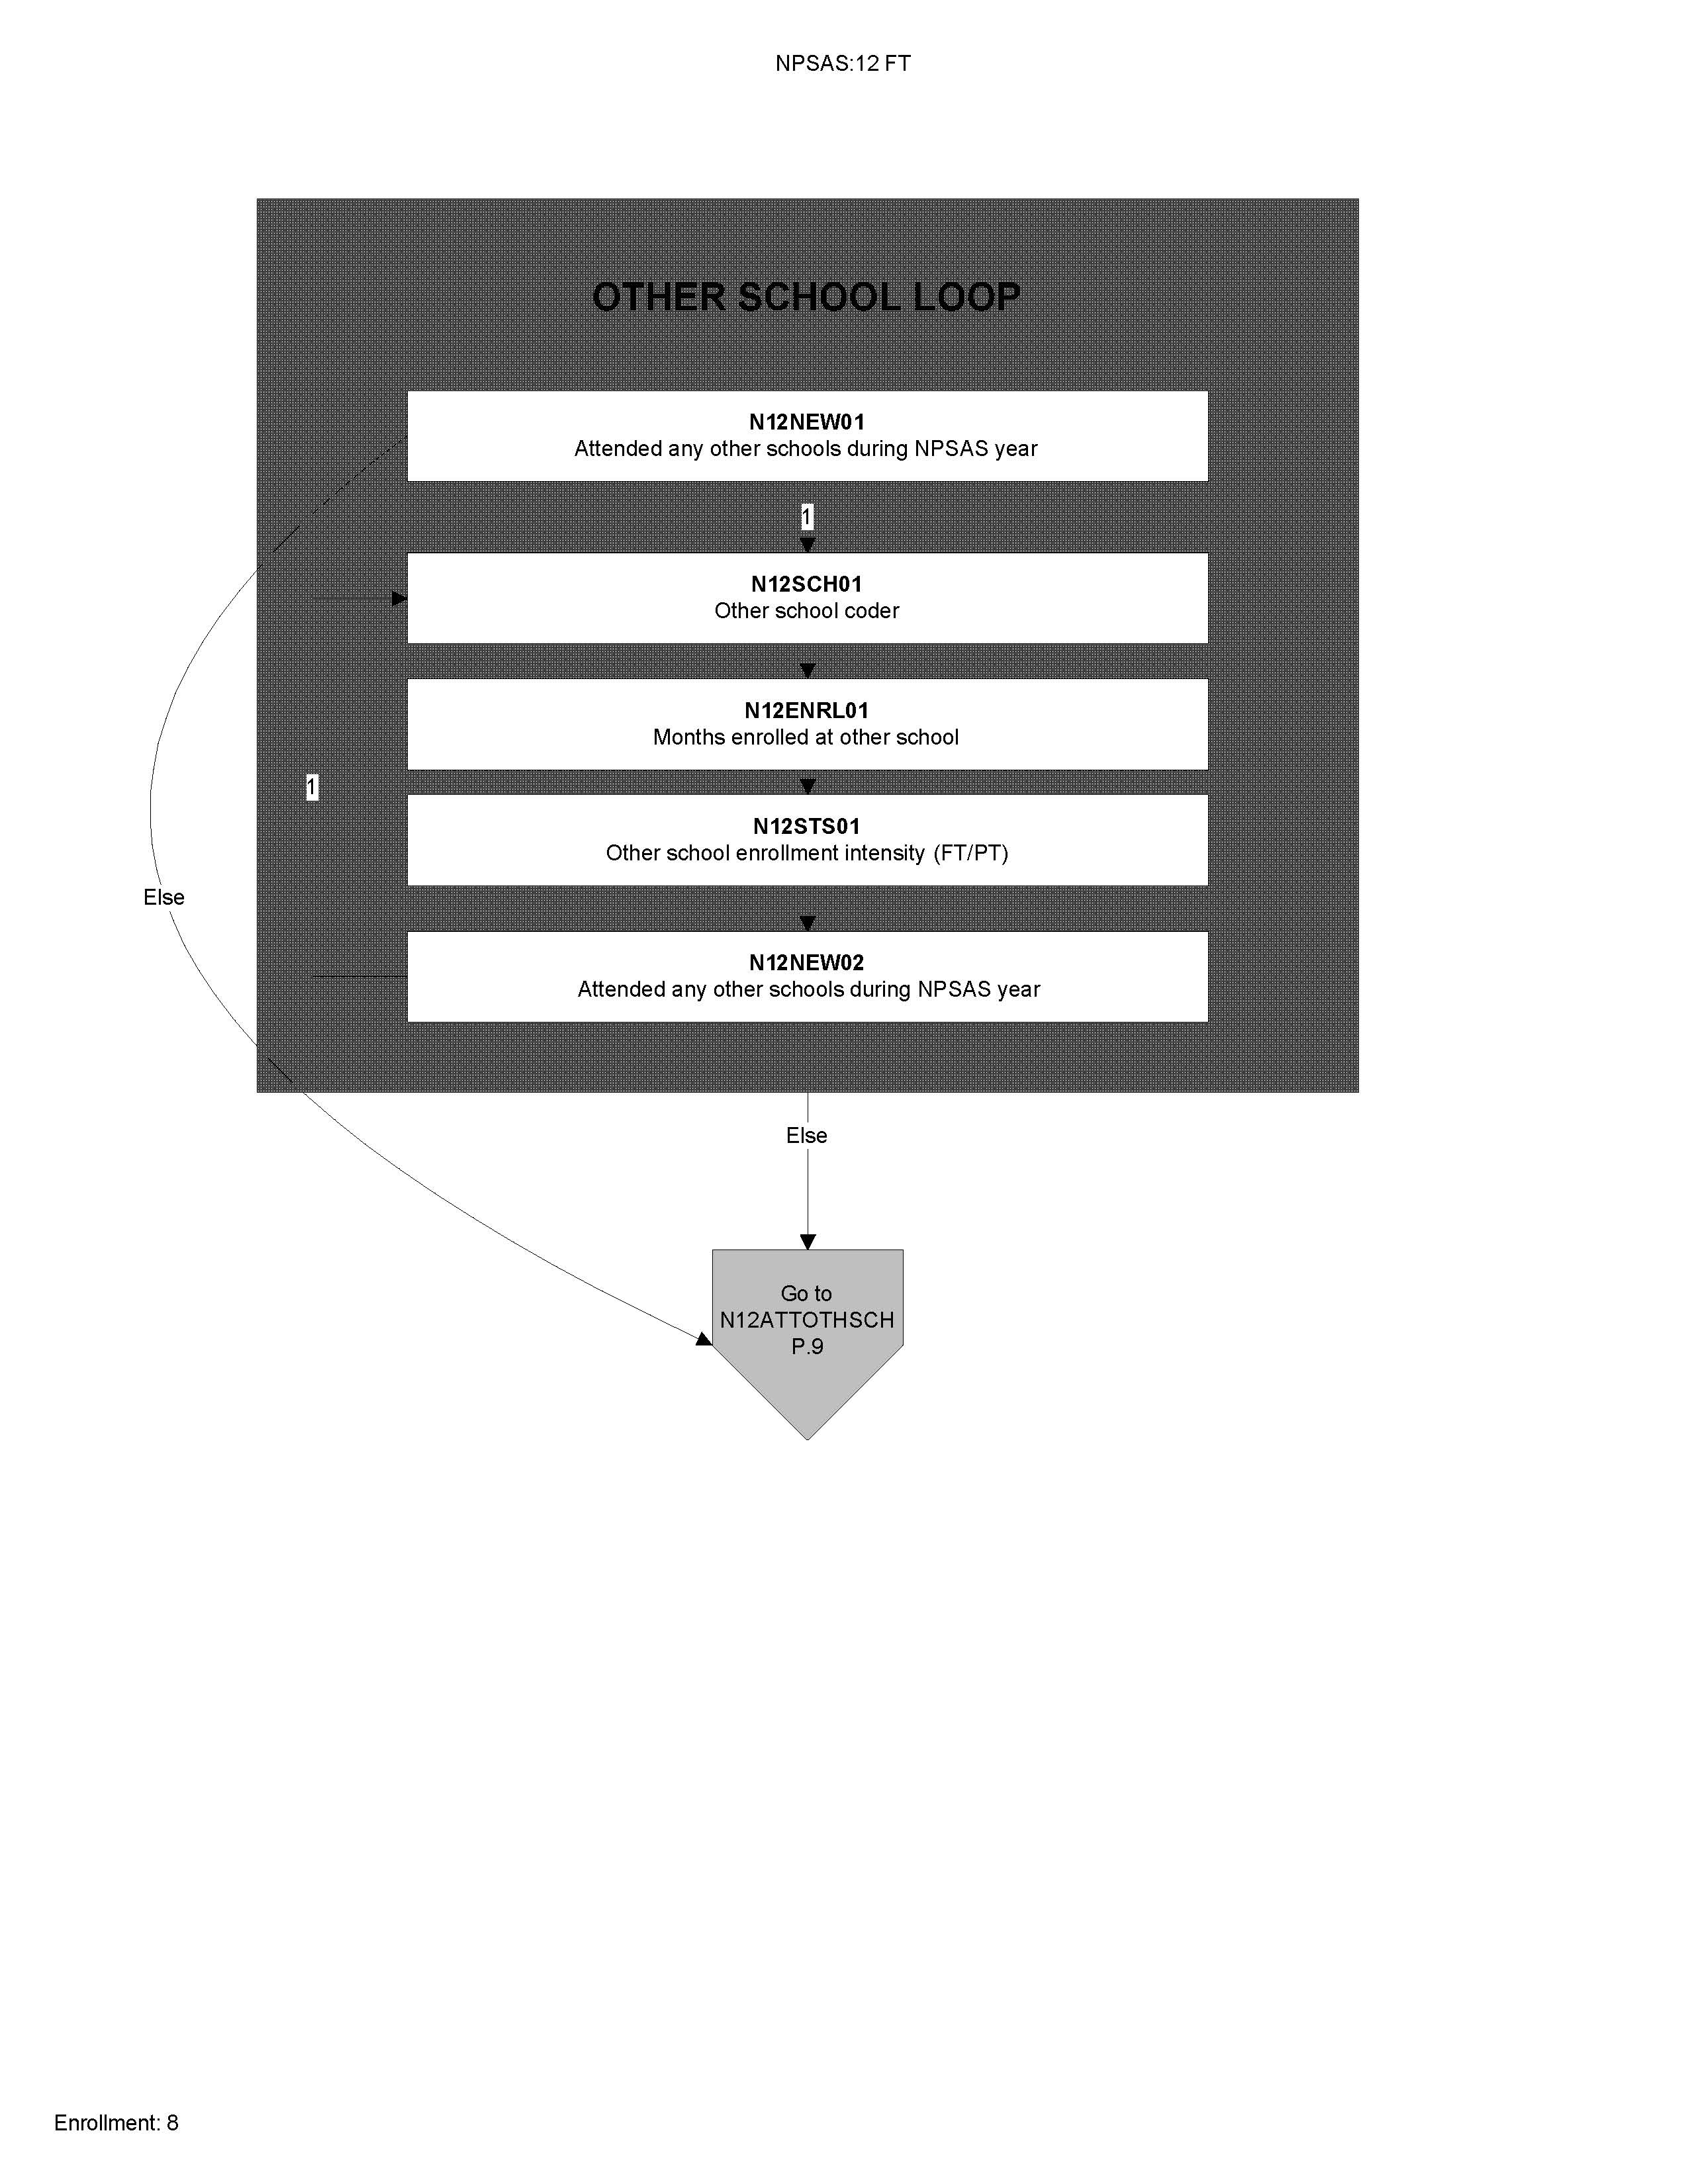 NPSAS:12 FT
OTHER SCHOOL LOOP
N12NEW01
Attended any other schools during NPSAS year
1
N12SCH01
Other school coder
N12ENRL01
Months enrolled at other school
1
N12STS01
Other school enrollment intensity (FT/PT)
Else
N12NEW02
Attended any other schools during NPSAS year
Else
Go to
N12ATTOTHSCH
P.9
Enrollment: 8